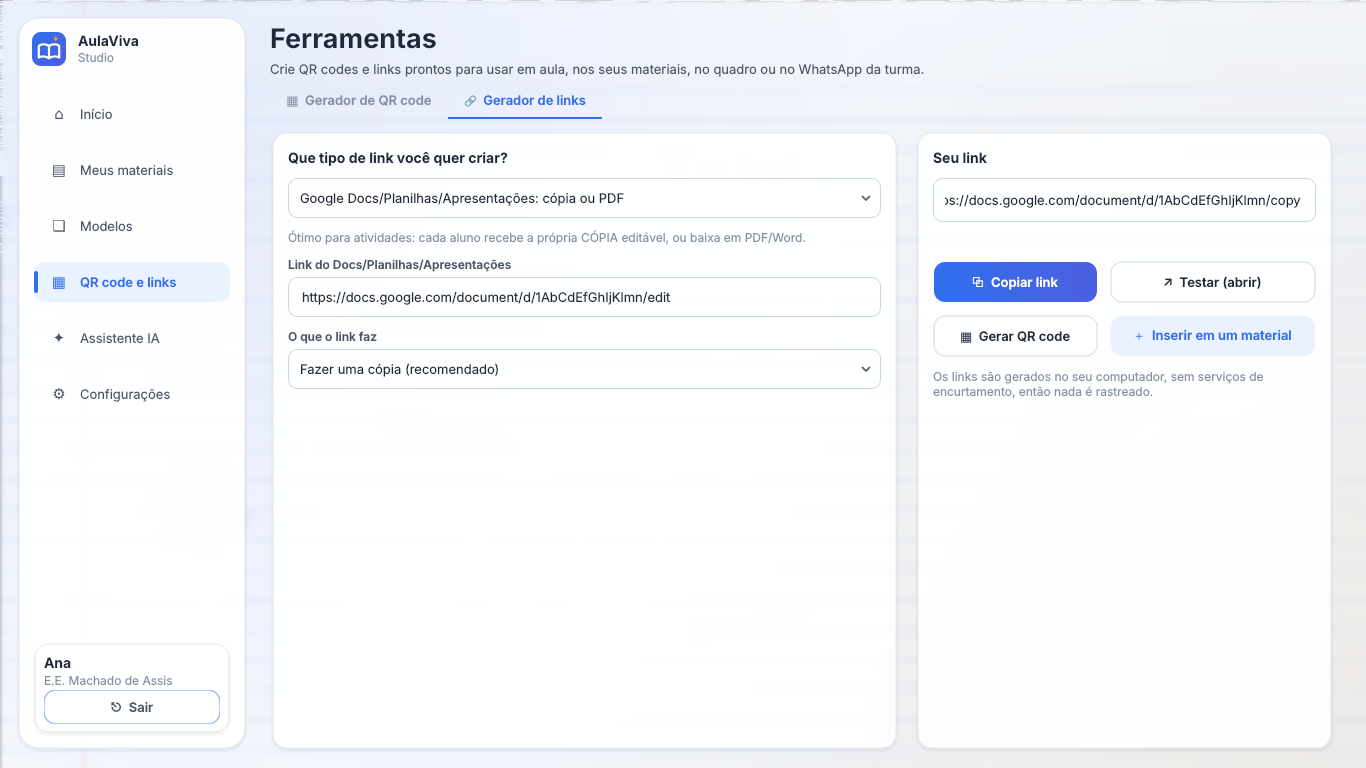 AulaViva
Studio
Início
Meus materiais
Modelos
QR code e links
Assistente IA
Configurações
Ana
E.E. Machado de Assis
Sair
Ferramentas
Crie QR codes e links prontos para usar em aula, nos seus materiais, no quadro ou no WhatsApp da turma.
Gerador de QR code
Gerador de links
Que tipo de link você quer criar?
Google Docs/Planilhas/Apresentações: cópia ou PDF
Ótimo para atividades: cada aluno recebe a própria CÓPIA editável, ou baixa em PDF/Word.
Link do Docs/Planilhas/Apresentações
https://docs.google.com/document/d/1AbCdEfGhIjKlmn/edit
O que o link faz
Fazer uma cópia (recomendado)
Seu link
os://docs.google.com/document/d/1AbCdEfGhIjKlmn/copy
Copiar link
Testar (abrir)
Gerar QR code
+ Inserir em um material
Os links são gerados no seu computador, sem serviços de
encurtamento, então nada é rastreado.